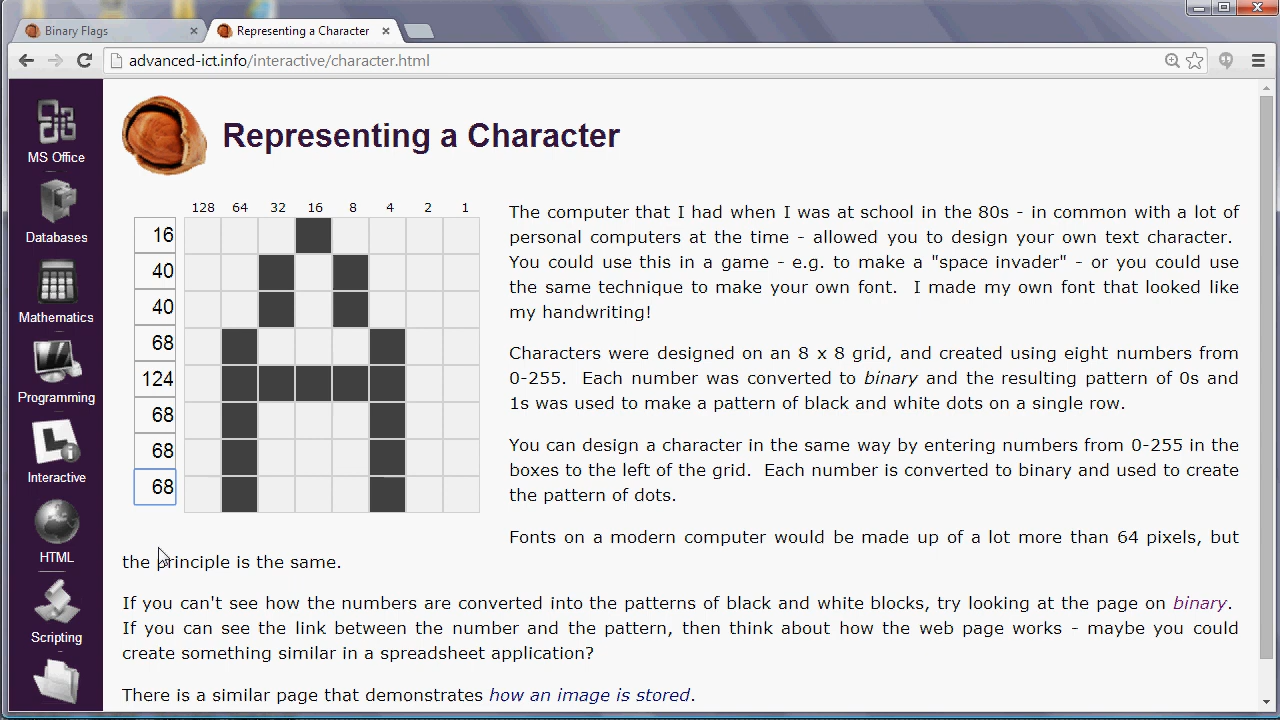 Binary Flags
Representing a Character
advanced-ict.info/interactive/character.html
MS Office
Databases
Mathematics
Programming
Interactive
HTML
Scripting
Representing a Character
128 64 32 16 8 4 2 1
16
40
40
68
124
68
68
68
The computer that I had when I was at school in the 80s - in common with a lot of
personal computers at the time - allowed you to design your own text character.
You could use this in a game - e.g. to make a "space invader" - or you could use
the same technique to make your own font. I made my own font that looked like
my handwriting!
Characters were designed on an 8 x 8 grid, and created using eight numbers from
0-255. Each number was converted to binary and the resulting pattern of 0s and
1s was used to make a pattern of black and white dots on a single row.
You can design a character in the same way by entering numbers from 0-255 in the
boxes to the left of the grid. Each number is converted to binary and used to create
the pattern of dots.
Fonts on a modern computer would be made up of a lot more than 64 pixels, but
the principle is the same.
If you can't see how the numbers are converted into the patterns of blck and white blocks, try looking at the page on binary.
If you can see the link between the number and the pattern, then think about how the web page works - maybe you could
create something similar in a spreadsheet application?
There is a similar page that demonstrates how an image is stored.